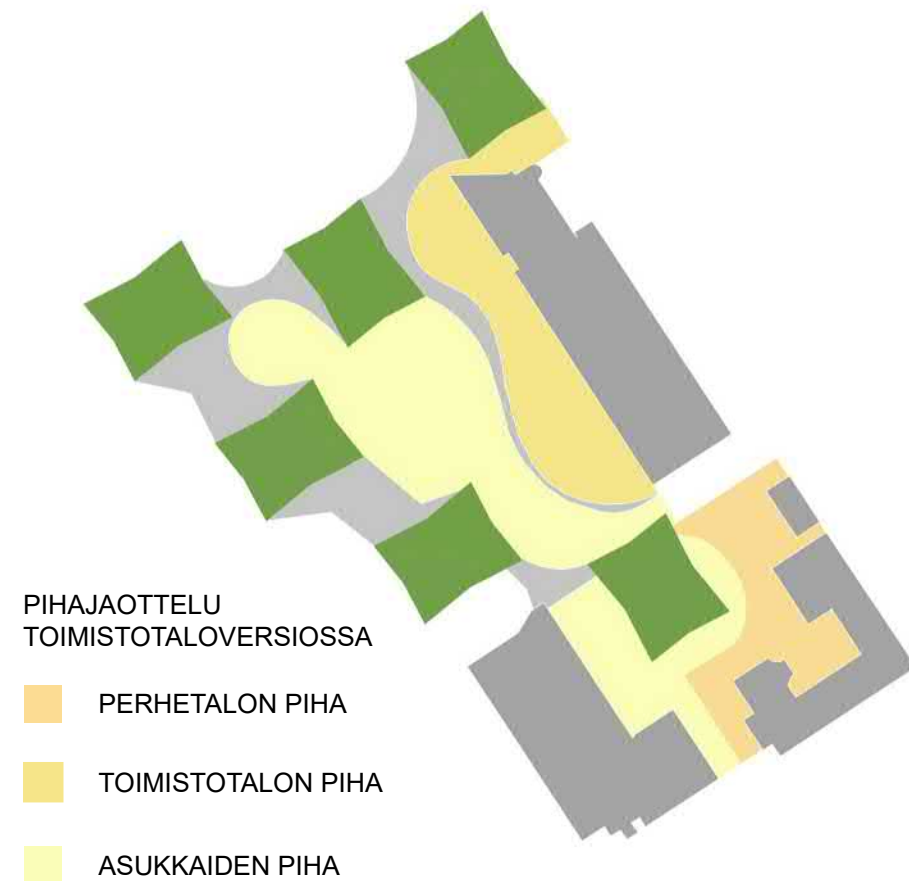 PIHAJAOTTELU
TOIMISTOTALOVERSIOSSA
PERHETALON PIHA
TOIMISTOTALON PIHA
ASUKKAIDEN PIHA